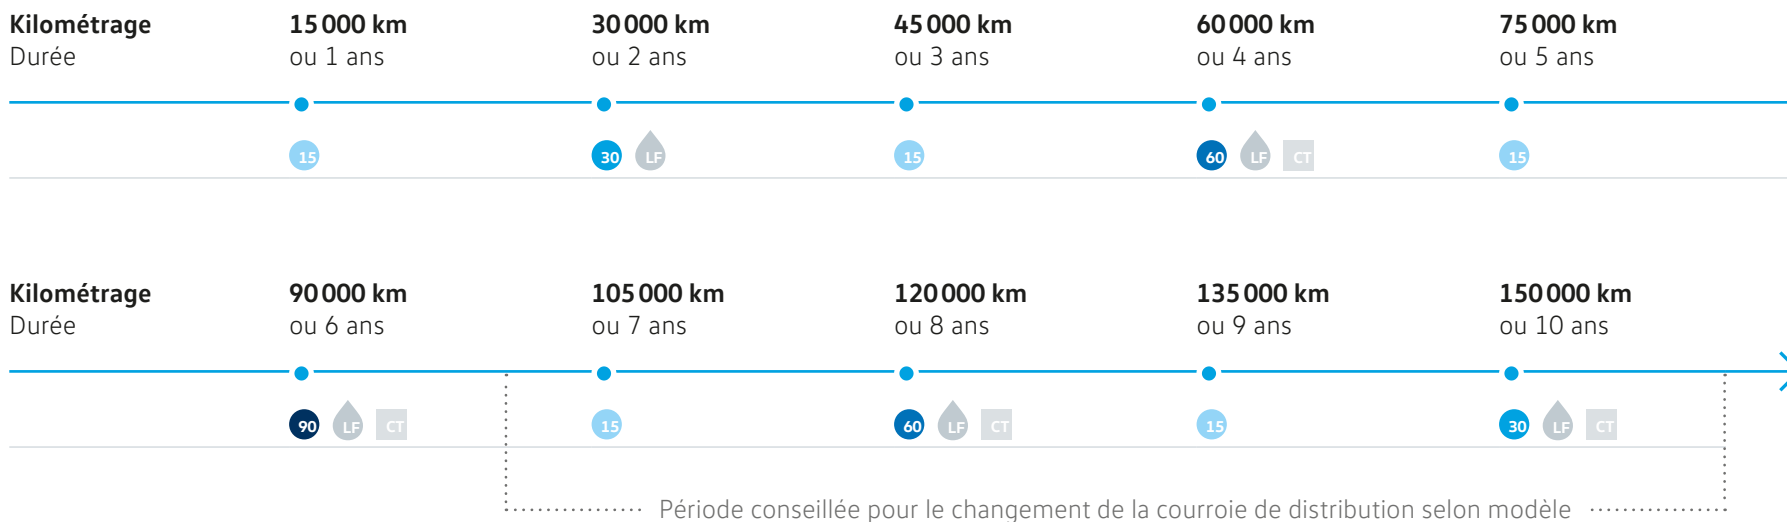 Kilométrage 15 000 km 30 000 km 45 000 km 60 000 km 75 000 km
Durée ou 1 ans ou 2 ans ou 3 ans ou 4 ans ou 5 ans
15 30 LF 15 60 LF CT 15
Kilométrage 90 000 km 105 000 km 120 000 km 135 000 km 150 000 km
Durée ou 6 ans ou 7 ans ou 8 ans ou 9 ans ou 10 ans
90 LF CT 15 60 LF CT 15 30 LF CT
Période conseillée pour le changement de la courroie de distribution selon modèle